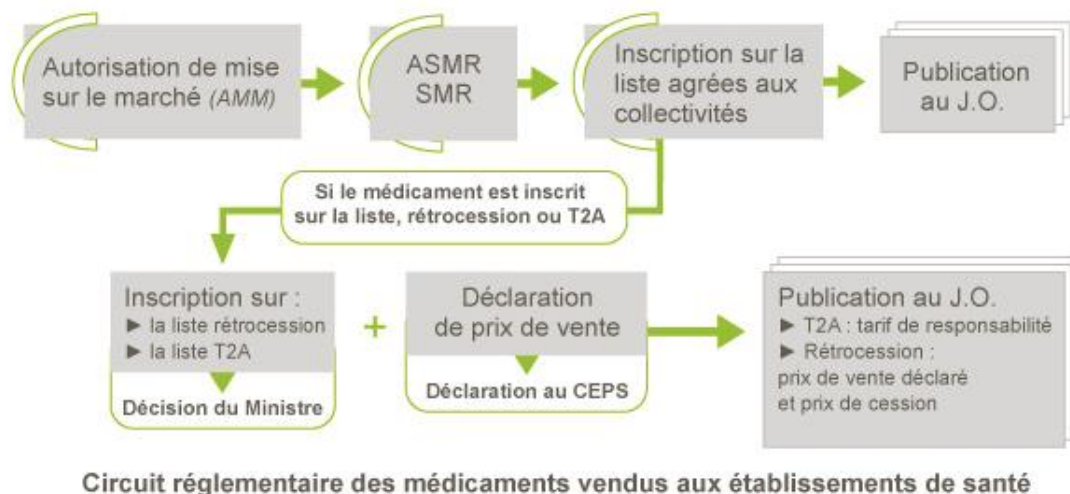 Autorisation de mise
sur le marché (AMM)
ASMR
SMR
Inscription sur la
liste agrées aux
collectivités
Publication
au J.O.
Si le médicament est inscrit
sur la liste, rétrocession ou T2A
Inscription sur :
► la liste rétrocession
► la liste T2A
Décision du Ministre
+
Déclaration
de prix de vente
Déclaration au CEPS
Publication au J.O.
► T2A : tarif de responsabilité
► Rétrocession :
prix de vente déclaré
et prix de cession
Circuit réglementaire des médicaments vendus aux établissements de santé